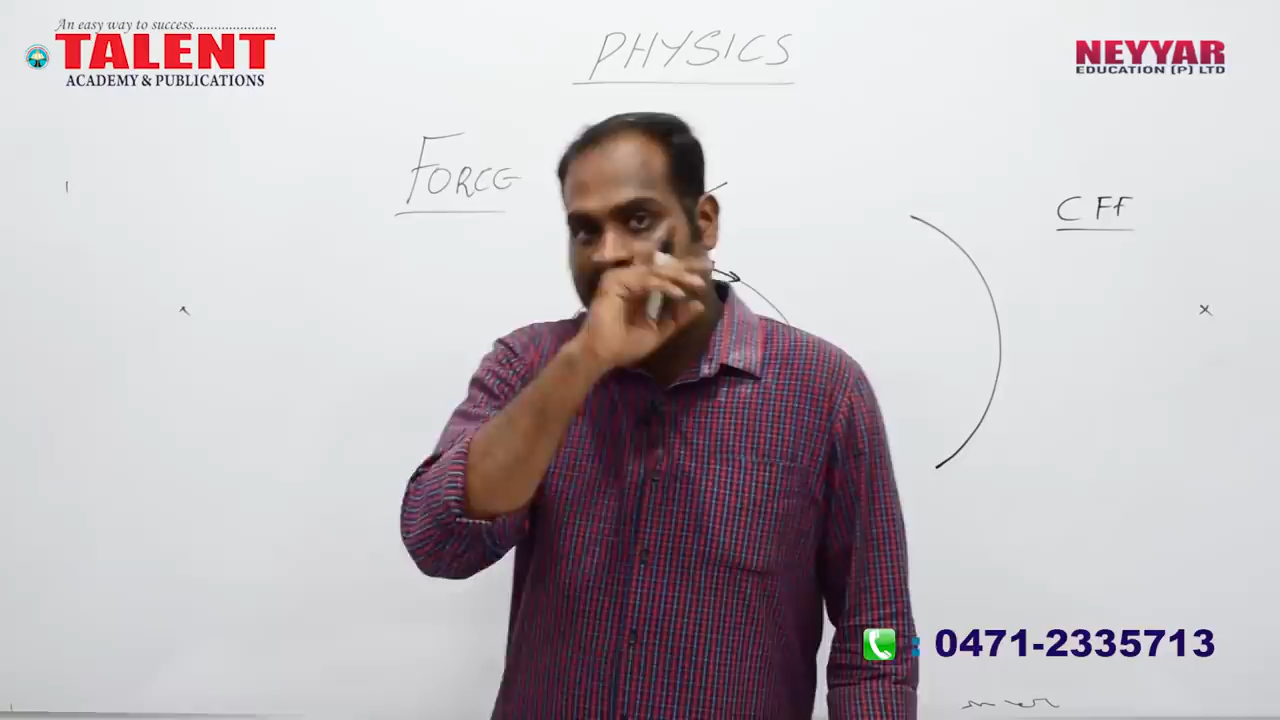 An easy way to success............................
TALENT
ACADEMY & PUBLICATIONS
NEYYAR
EDUCATION (P) LTD
PHYSICS
FORCE
CFf
x
: 0471-2335713